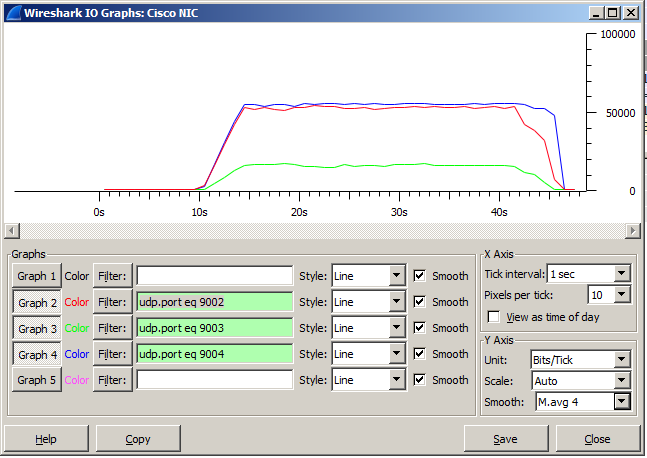 Wireshark IO Graphs: Cisco NIC
100000
50000
0
0s 10s 20s 30s 40s
Graphs
Graph 1 Color Filter: Style: Line Smooth
Graph 2 Color Filter: udp.port eq 9002 Style: Line Smooth
Graph 3 Color Filter: udp.port eq 9003 Style: Line Smooth
Graph 4 Color Filter: udp.port eq 9004 Style: Line Smooth
Graph 5 Color Filter: Style: Line Smooth
X Axis
Tick interval: 1 sec
Pixels per tick: 10
View as time of day
Y Axis
Unit: Bits/Tick
Scale: Auto
Smooth: M.avg 4
Help Copy Save Close